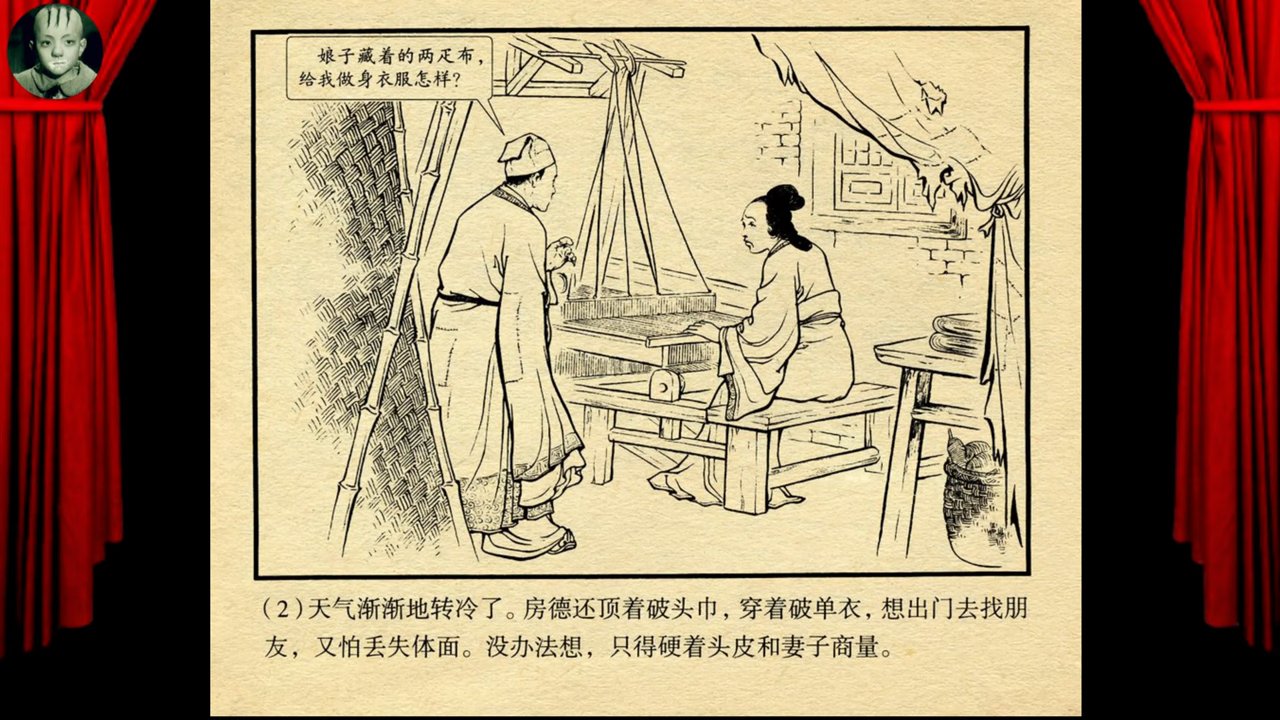 娘子藏着的两疋布，
给我做身衣服怎样？
（2）天气渐渐地转冷了。房德还顶着破头巾，穿着破单衣，想出门去找朋
友，又怕丢失体面。没办法想，只得硬着头皮和妻子商量。